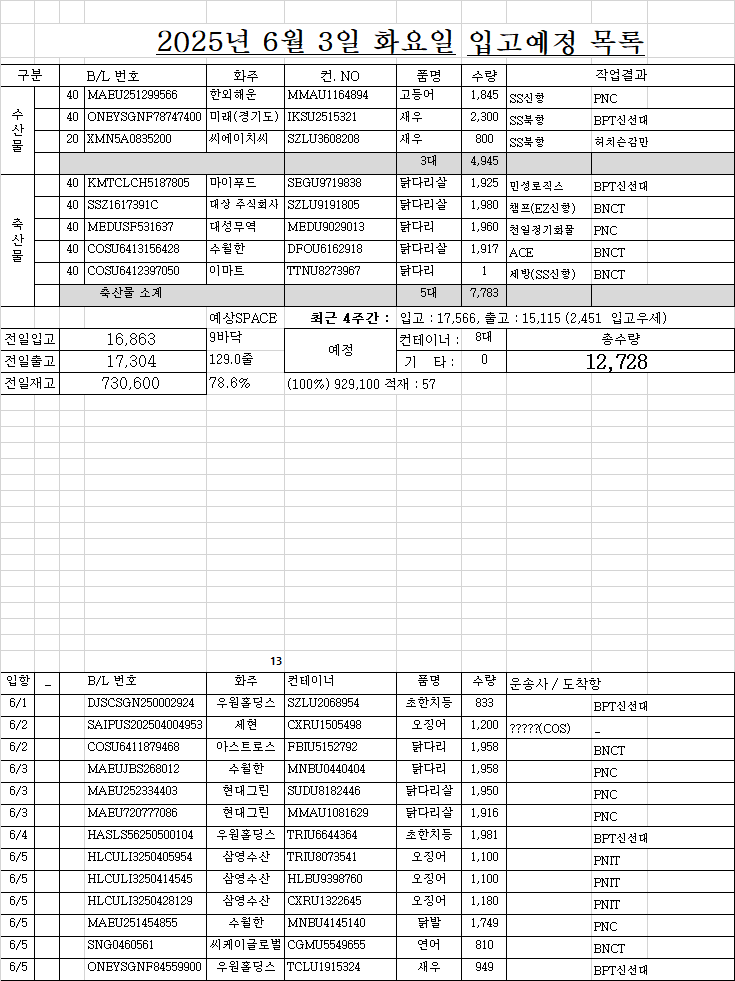 2025년 6월 3일 화요일 입고예정 목록
구분 B/L 번호 화주 컨. NO 품명 수량 작업결과
수산물
40 MAEU251299566 한외해운 MMAU1164894 고등어 1,845 SS신항 PNC
40 ONEYSGNF78747400 미래(경기도) IKSU2515321 새우 2,300 SS북항 BPT신선대
20 XMN5A0835200 씨에이치씨 SZLU3608208 새우 800 SS북항 허치슨감만
3대 4,945
축산물
40 KMTCLCH5187805 마이푸드 SEGU9719838 닭다리살 1,925 민성로직스 BPT신선대
40 SSZ1617391C 대상 주식회사 SZLU9191805 닭다리살 1,980 캠프(EZ신항) BNCT
40 MEDUSF531637 대성무역 MEDU9029013 닭다리 1,960 천일정기화물 PNC
40 COSU6413156428 수월한 DFOU6162918 닭다리살 1,917 ACE BNCT
40 COSU6412397050 이마트 TTNU8273967 닭다리 1 세방(SS신항) BNCT
축산물 소계 5대 7,783
예상SPACE 최근 4주간 : 입고 : 17,566, 출고 : 15,115 (2,451 입고우세)
전일입고 16,863 9바닥 예정 컨테이너 : 8대 총수량
전일출고 17,304 129.0줄 기 타 : 0 12,728
전일재고 730,600 78.6% (100%) 929,100 적재 : 57
13
입항 _ B/L 번호 화주 컨테이너 품명 수량 운송사 / 도착항
6/1 DJSCSGN250002924 우원홀딩스 SZLU2068954 초한치등 833 BPT신선대
6/2 SAIPUS202504004953 제현 CXRU1505498 오징어 1,200 ?????(COS) _
6/2 COSU6411879468 아스트로스 FBIU5152792 닭다리 1,958 BNCT
6/3 MAEUJBS268012 수월한 MNBU0440404 닭다리 1,958 PNC
6/3 MAEU252334403 현대그린 SUDU8182446 닭다리살 1,950 PNC
6/3 MAEU720777086 현대그린 MMAU1081629 닭다리살 1,916 PNC
6/4 HASLS56250500104 우원홀딩스 TRIU6644364 초한치등 1,981 BPT신선대
6/5 HLCULI3250405954 삼영수산 TRIU8073541 오징어 1,100 PNIT
6/5 HLCULI3250414545 삼영수산 HLBU9398760 오징어 1,100 PNIT
6/5 HLCULI3250428129 삼영수산 CXRU1322645 오징어 1,180 PNIT
6/5 MAEU251454855 수월한 MNBU4145140 닭발 1,749 PNC
6/5 SNG0460561 씨케이글로벌 CGMU5549655 연어 810 BNCT
6/5 ONEYSGNF84559900 우원홀딩스 TCLU1915324 새우 949 BPT신선대